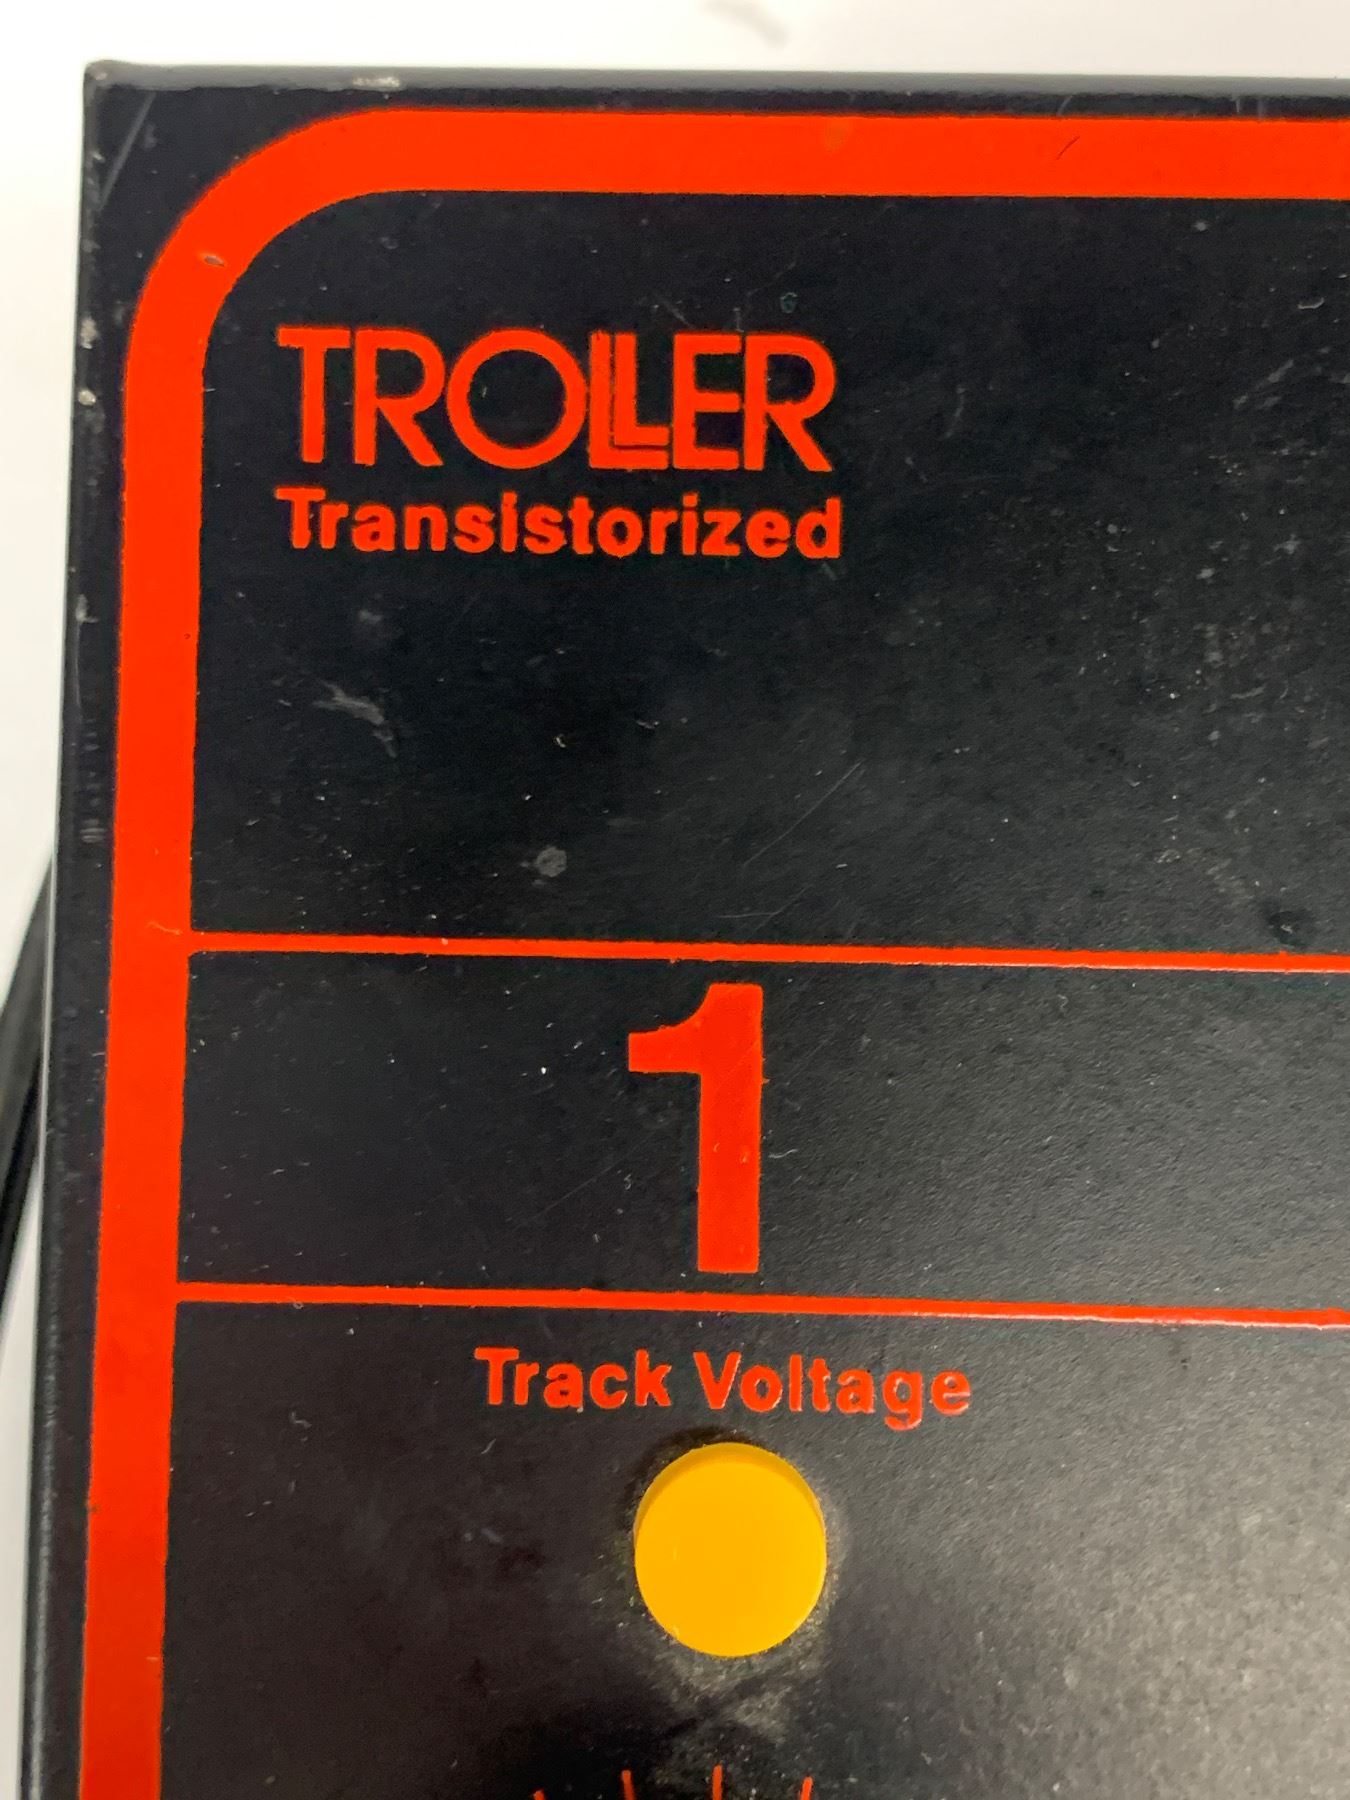 TROLLER
Transistorized
1
Track Voltage